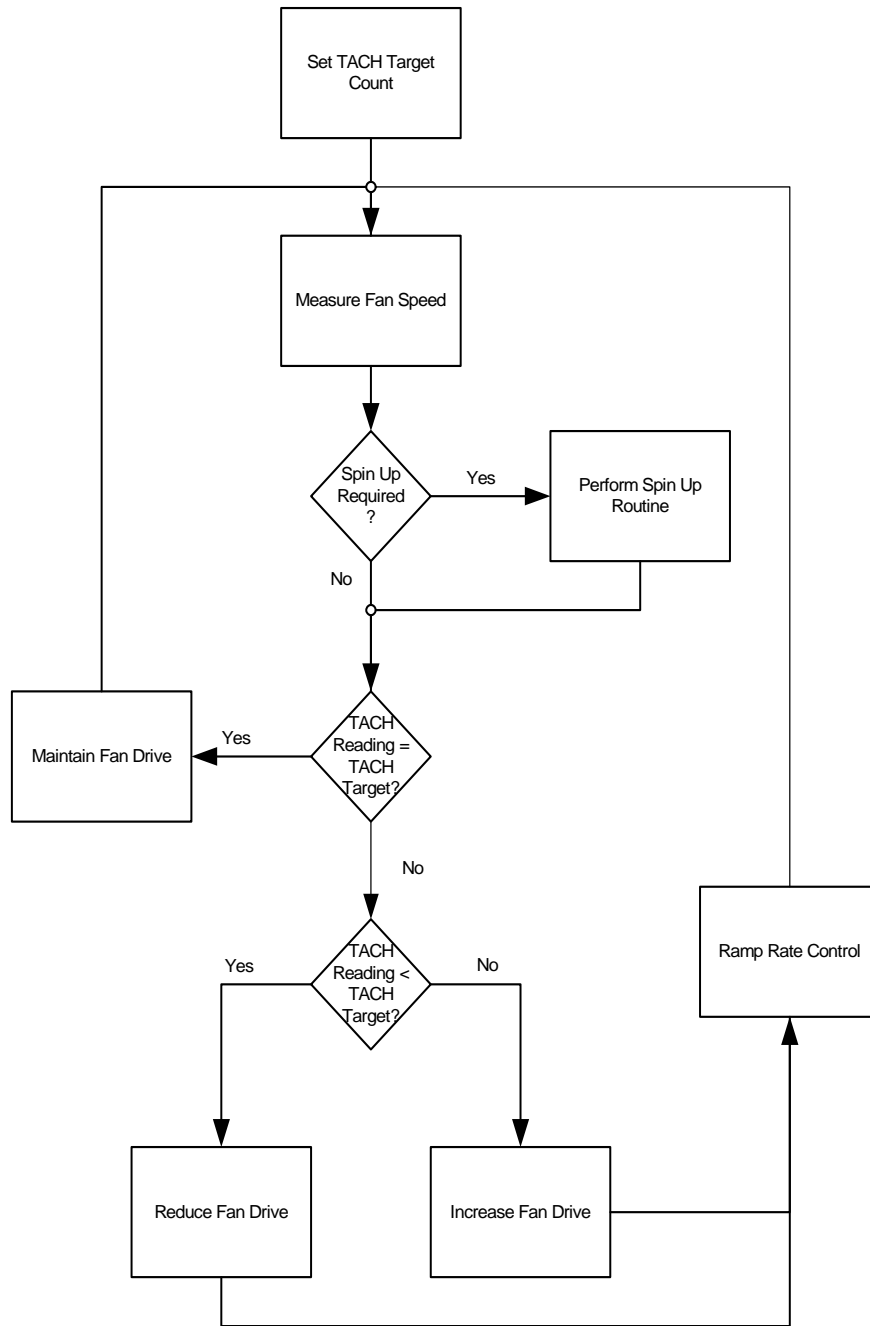 Set TACH Target
Count
Measure Fan Speed
Spin Up
Required
?
Yes
Perform Spin Up
Routine
No
TACH
Reading =
TACH
Target?
Yes
Maintain Fan Drive
No
TACH
Reading <
TACH
Target?
Yes
No
Ramp Rate Control
Reduce Fan Drive
Increase Fan Drive